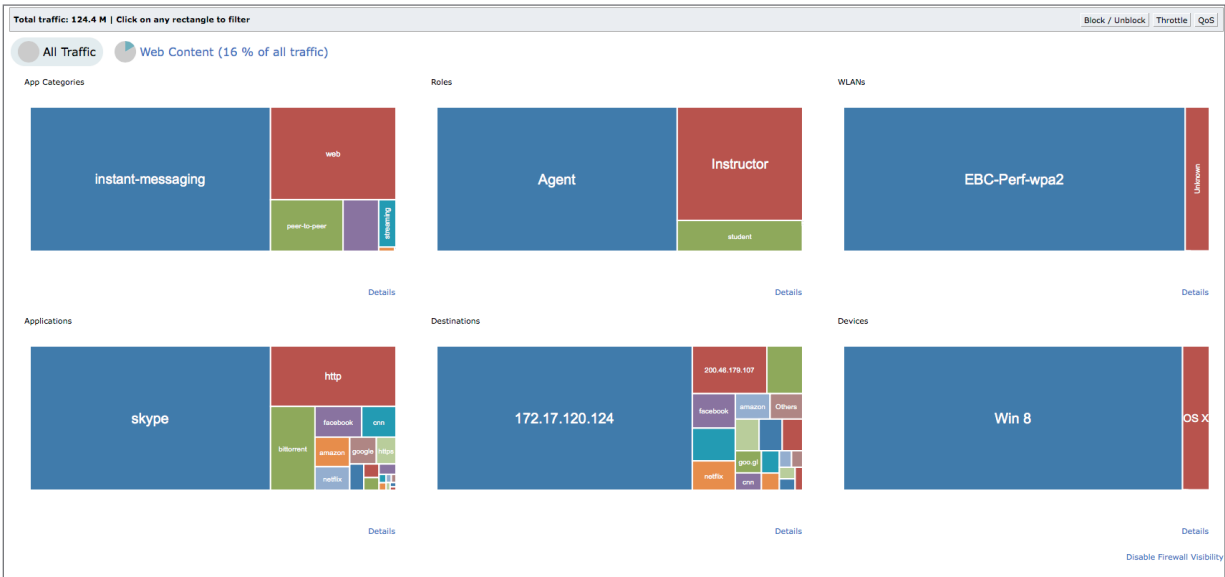 Total traffic: 124.4 M | Click on any rectangle to filter
Block / Unblock
Throttle
QoS
All Traffic
Web Content (16 % of all traffic)
App Categories
instant-messaging
web
peer-to-peer
streaming
Details
Roles
Agent
Instructor
student
Details
WLANs
EBC-Perf-wpa2
Unknown
Details
Applications
skype
http
bittorrent
facebook
cnn
amazon
google
https
netflix
Details
Destinations
172.17.120.124
200.46.179.107
facebook
amazon
Others
goo.gl
netflix
cnn
Details
Devices
Win 8
OS X
Details
Disable Firewall Visibility